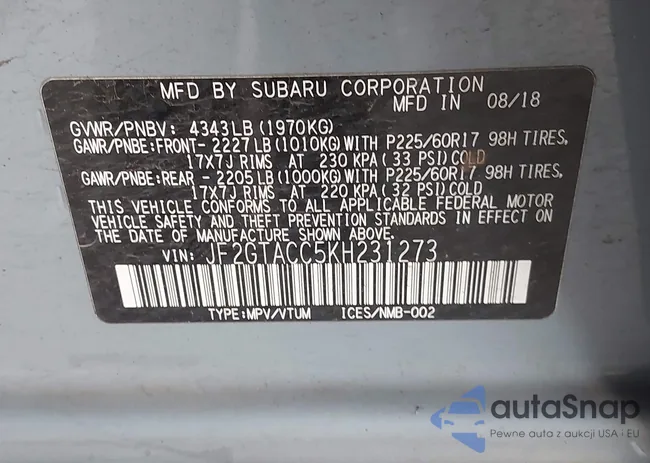 MFD BY SUBARU CORPORATION
MFD IN 08/18
GVWR/PNBV: 4343LB(1970KG)
GAWR/PNBE:FRONT- 2227LB(1010KG)WITH P225/60R17 98H TIRES,
17X7J RIMS AT 230 KPA(33 PSI)COLD
GAWR/PNBE:REAR - 2205LB(1000KG)WITH P225/60R17 98H TIRES,
17X7J RIMS AT 220 KPA(32 PSI)COLD
THIS VEHICLE CONFORMS TO ALL APPLICABLE FEDERAL MOTOR
VEHICLE SAFETY AND THEFT PREVENTION STANDARDS IN EFFECT ON
THE DATE OF MANUFACTURE SHOWN ABOVE.
VIN: JF2GTACC5KH231273
TYPE:MPV/VTUM ICES/NMB-002
autaSnap
Pewne auta z aukcji USA i EU